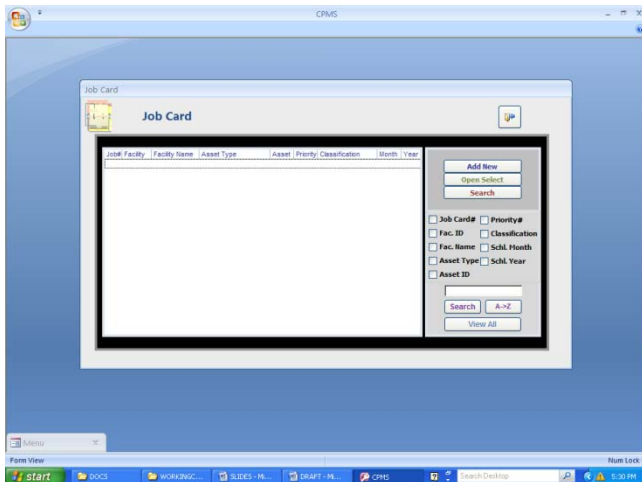 CPMS
Job Card
Job Card
Job# Facility Facility Name Asset Type Asset Priority Classification Month Year
Add New
Open Select
Search
Job Card# Priority#
Fac. ID Classification
Fac. Name Schl. Month
Asset Type Schl. Year
Asset ID
Search A->Z
View All
Menu
Form View Num Lock
start DOCS WORKINGC... SLIDES - Mi... DRAFT - Mi... CPMS Search Desktop 5:30 PM